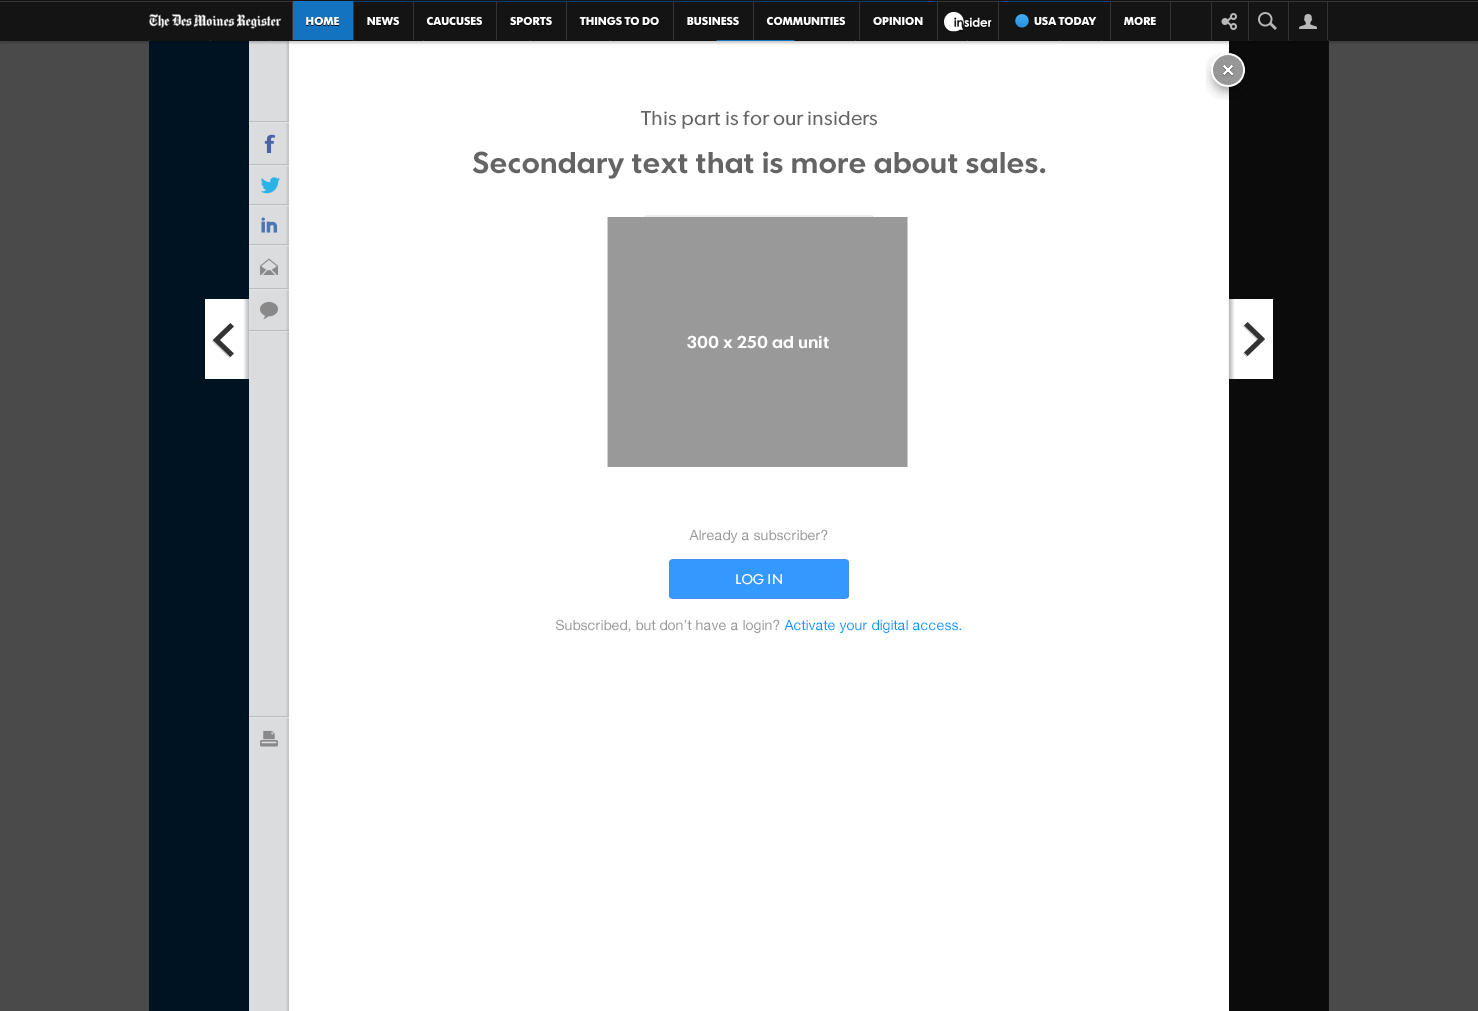 The Des Moines Register
HOME NEWS CAUCUSES SPORTS THINGS TO DO BUSINESS COMMUNITIES OPINION insider USA TODAY MORE
This part is for our insiders
Secondary text that is more about sales.
300 x 250 ad unit
Already a subscriber?
LOG IN
Subscribed, but don't have a login? Activate your digital access.